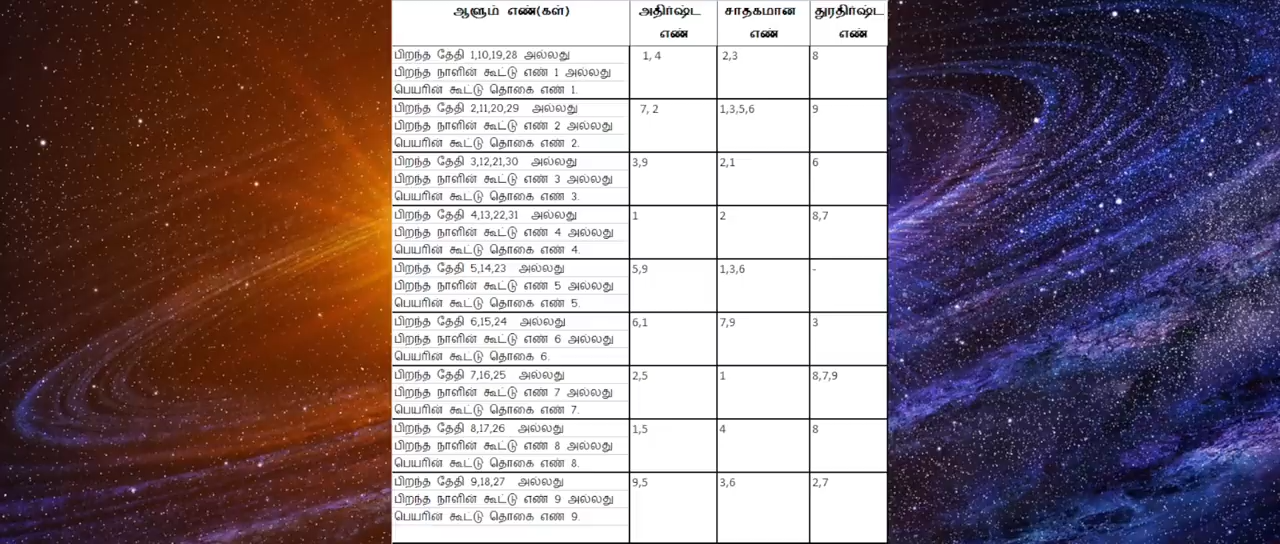 ஆளும் எண்(கள்) அதிர்ஷ்ட சாதகமான துரதிர்ஷ்ட
எண் எண் எண்
பிறந்த தேதி 1,10,19,28 அல்லது 1, 4 2,3 8
பிறந்த நாளின் கூட்டு எண் 1 அல்லது
பெயரின் கூட்டு தொகை எண் 1.
பிறந்த தேதி 2,11,20,29 அல்லது 7, 2 1,3,5,6 9
பிறந்த நாளின் கூட்டு எண் 2 அல்லது
பெயரின் கூட்டு தொகை எண் 2.
பிறந்த தேதி 3,12,21,30 அல்லது 3,9 2,1 6
பிறந்த நாளின் கூட்டு எண் 3 அல்லது
பெயரின் கூட்டு தொகை எண் 3.
பிறந்த தேதி 4,13,22,31 அல்லது 1 2 8,7
பிறந்த நாளின் கூட்டு எண் 4 அல்லது
பெயரின் கூட்டு தொகை எண் 4.
பிறந்த தேதி 5,14,23 அல்லது 5,9 1,3,6 -
பிறந்த நாளின் கூட்டு எண் 5 அல்லது
பெயரின் கூட்டு தொகை எண் 5.
பிறந்த தேதி 6,15,24 அல்லது 6,1 7,9 3
பிறந்த நாளின் கூட்டு எண் 6 அல்லது
பெயரின் கூட்டு தொகை 6.
பிறந்த தேதி 7,16,25 அல்லது 2,5 1 8,7,9
பிறந்த நாளின் கூட்டு எண் 7 அல்லது
பெயரின் கூட்டு தொகை எண் 7.
பிறந்த தேதி 8,17,26 அல்லது 1,5 4 8
பிறந்த நாளின் கூட்டு எண் 8 அல்லது
பெயரின் கூட்டு தொகை எண் 8.
பிறந்த தேதி 9,18,27 அல்லது 9,5 3,6 2,7
பிறந்த நாளின் கூட்டு எண் 9 அல்லது
பெயரின் கூட்டு தொகை எண் 9.